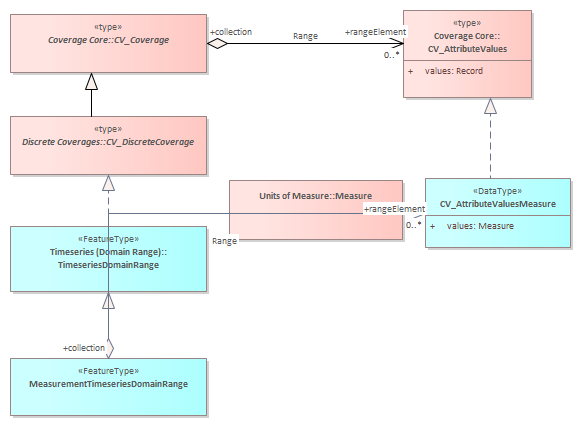 «type»
Coverage Core::CV_Coverage
+collection
Range
+rangeElement
0..*
«type»
Coverage Core::
CV_AttributeValues
+ values: Record
«type»
Discrete Coverages::CV_DiscreteCoverage
Units of Measure::Measure
«DataType»
CV_AttributeValuesMeasure
+ values: Measure
+rangeElement
0..*
Range
«FeatureType»
Timeseries (Domain Range)::
TimeseriesDomainRange
+collection
«FeatureType»
MeasurementTimeseriesDomainRange